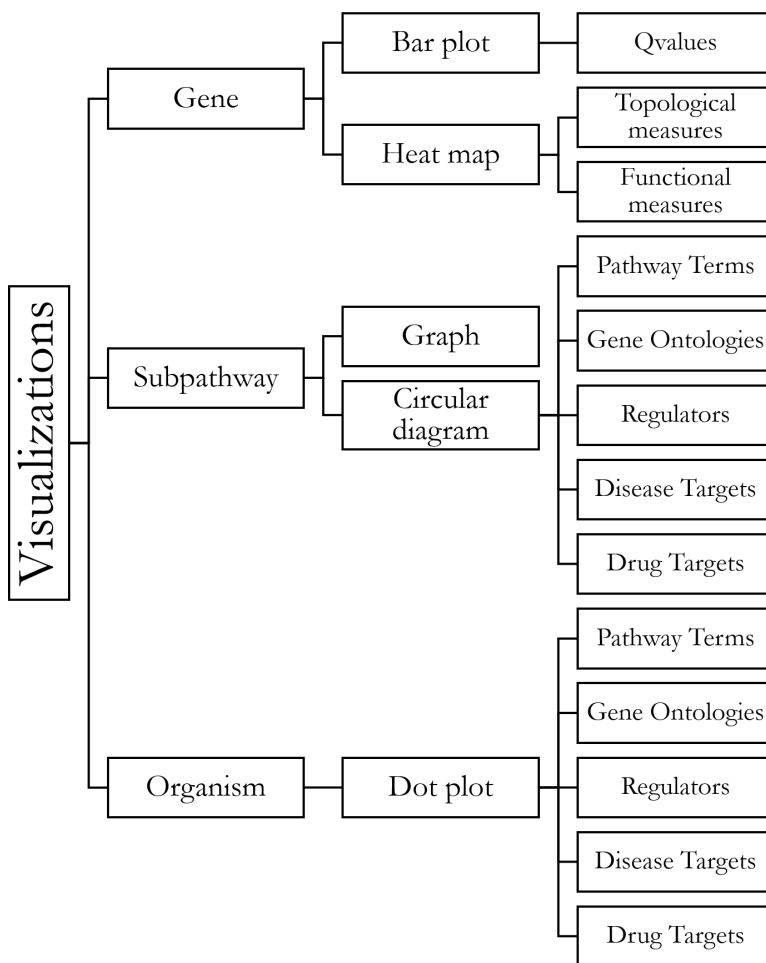 Visualizations
Gene
Bar plot
Qvalues
Heat map
Topological
measures
Functional
measures
Subpathway
Graph
Circular
diagram
Pathway Terms
Gene Ontologies
Regulators
Disease Targets
Drug Targets
Organism
Dot plot
Pathway Terms
Gene Ontologies
Regulators
Disease Targets
Drug Targets